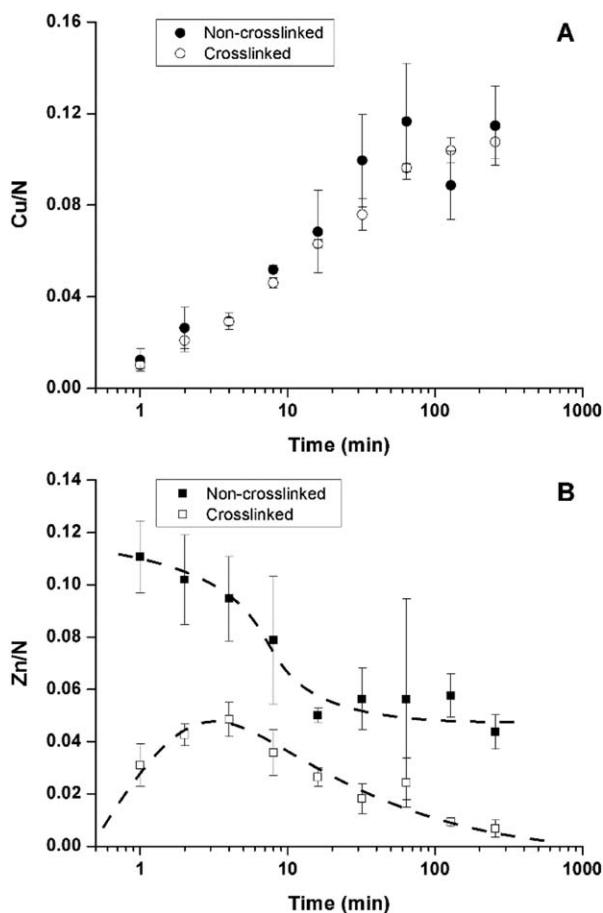 0.16
Non-crosslinked
Crosslinked
A
0.12
0.08
0.04
0.00
Cu/N
1
10
100
1000
Time (min)
0.14
Non-crosslinked
Crosslinked
B
0.12
0.10
0.08
0.06
0.04
0.02
0.00
Zn/N
1
10
100
1000
Time (min)